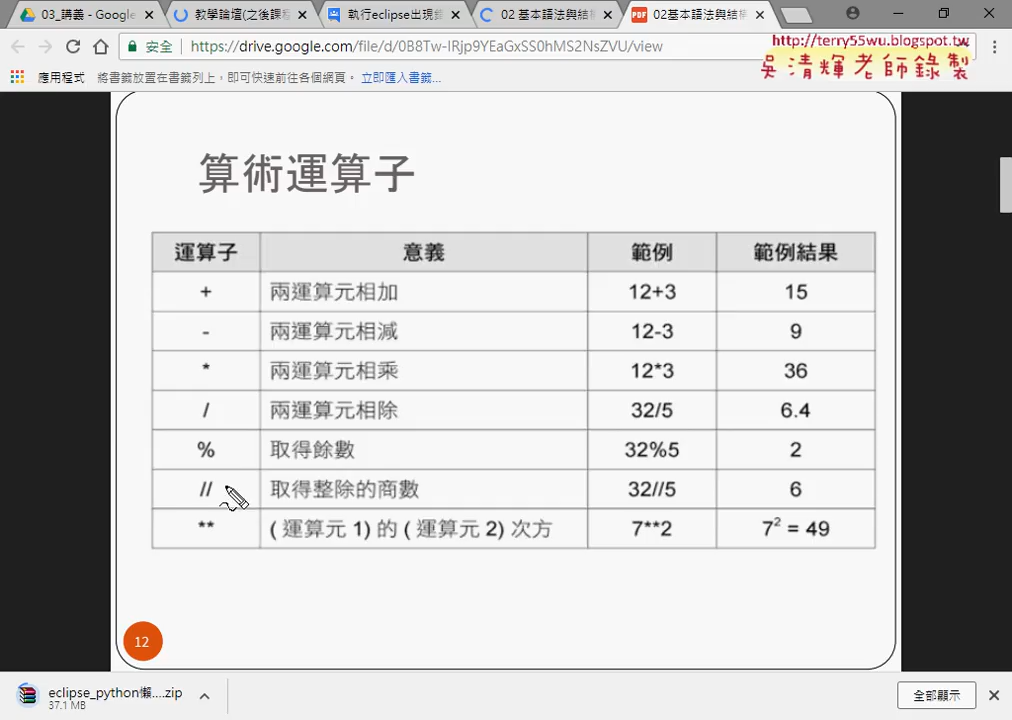 03_講義 - Google
教學論壇(之後課程
執行eclipse出現錯
02 基本語法與結構
PDF 02基本語法與結構
安全 https://drive.google.com/file/d/0B8Tw-IRjp9YEaGxSS0hMS2NsZVU/view
http://terry55wu.blogspot.tw
吳清輝老師錄製
應用程式 將書籤放置在書籤列上，即可快速前往各個網頁。 立即匯入書籤...
算術運算子
運算子 意義 範例 範例結果
+ 兩運算元相加 12+3 15
- 兩運算元相減 12-3 9
* 兩運算元相乘 12*3 36
/ 兩運算元相除 32/5 6.4
% 取得餘數 32%5 2
// 取得整除的商數 32//5 6
** ( 運算元 1) 的 ( 運算元 2) 次方 7**2 7² = 49
12
eclipse_python懶....zip
37.1 MB
全部顯示